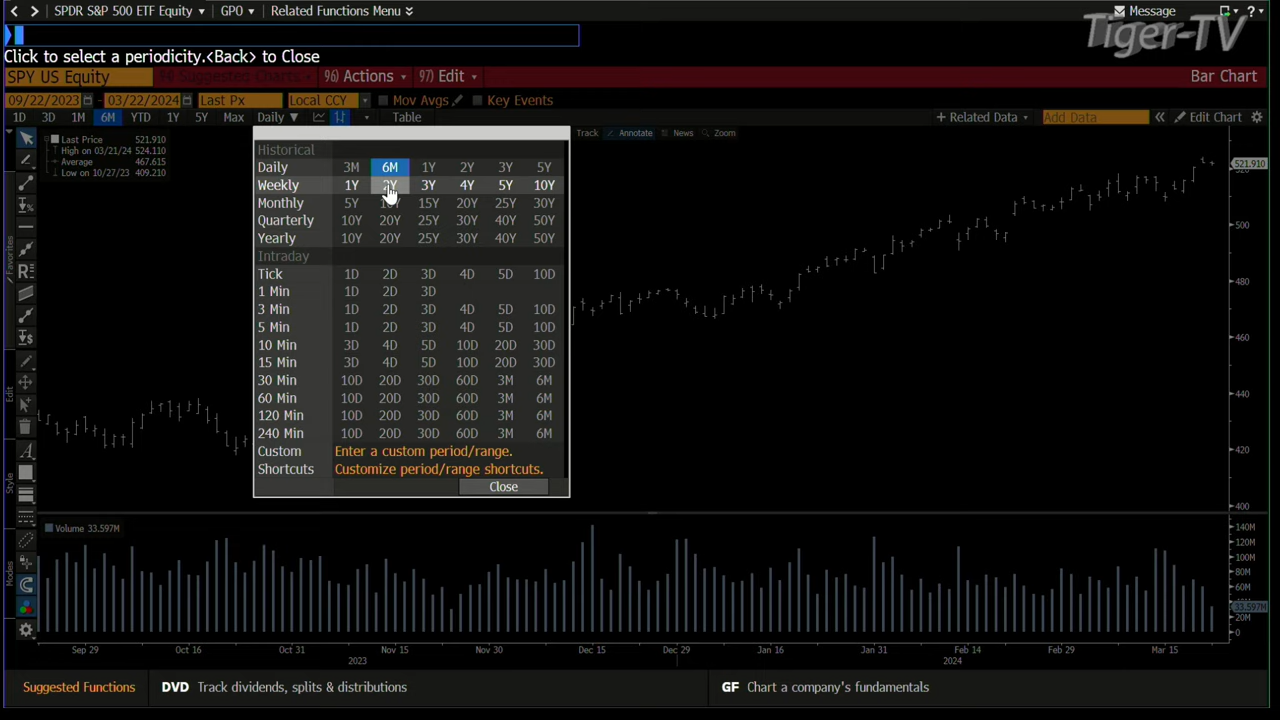 SPDR S&P 500 ETF Equity GPO Related Functions Menu Message ?
Tiger-TV
Click to select a periodicity.<Back> to Close
SPY US Equity 96) Actions 97) Edit Bar Chart
09/22/2023 - 03/22/2024 Last Px Local CCY Mov Avgs Key Events
1D 3D 1M 6M YTD 1Y 5Y Max Daily ▼ Table + Related Data Add Data « Edit Chart
Track Annotate News Zoom
Last Price 521.910
High on 03/21/24 524.110
Average 467.615
Low on 10/27/23 409.210
Historical
Daily 3M 6M 1Y 2Y 3Y 5Y
Weekly 1Y 2Y 3Y 4Y 5Y 10Y
Monthly 5Y 10Y 15Y 20Y 25Y 30Y
Quarterly 10Y 20Y 25Y 30Y 40Y 50Y
Yearly 10Y 20Y 25Y 30Y 40Y 50Y
Intraday
Tick 1D 2D 3D 4D 5D 10D
1 Min 1D 2D 3D
3 Min 1D 2D 3D 4D 5D 10D
5 Min 1D 2D 3D 4D 5D 10D
10 Min 3D 4D 5D 10D 20D 30D
15 Min 3D 4D 5D 10D 20D 30D
30 Min 10D 20D 30D 60D 3M 6M
60 Min 10D 20D 30D 60D 3M 6M
120 Min 10D 20D 30D 60D 3M 6M
240 Min 10D 20D 30D 60D 3M 6M
Custom Enter a custom period/range.
Shortcuts Customize period/range shortcuts.
Close
521.910
500
480
460
440
420
400
Favorites
Edit
Style
Modes
Volume 33.597M
140M
120M
100M
80M
60M
33.597M
20M
0
Sep 29 Oct 16 Oct 31 Nov 15 Nov 30 Dec 15 Dec 29 Jan 16 Jan 31 Feb 14 Feb 29 Mar 15
2023 2024
Suggested Functions DVD Track dividends, splits & distributions GF Chart a company's fundamentals